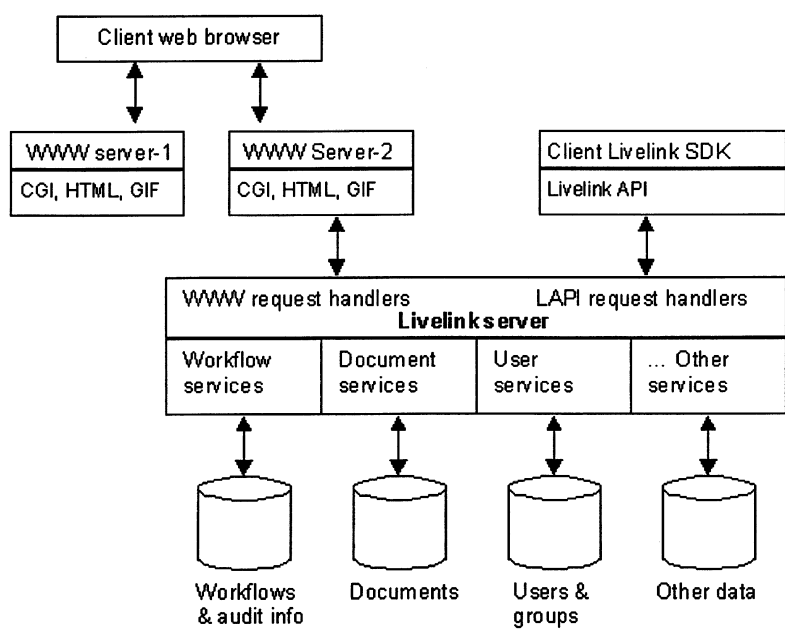 Client web browser
WWW server-1
WWW Server-2
Client Livelink SDK
CGI, HTML, GIF
CGI, HTML, GIF
Livelink API
WWW request handlers
LAPI request handlers
Livelink server
Workflow
services
Document
services
User
services
... Other
services
Workflows
& audit info
Documents
Users &
groups
Other data